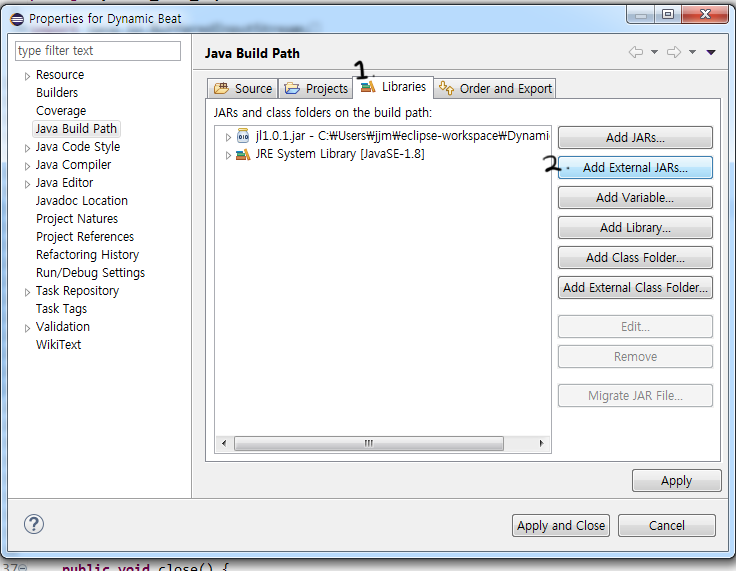 Properties for Dynamic Beat
type filter text
Resource
Builders
Coverage
Java Build Path
Java Code Style
Java Compiler
Java Editor
Javadoc Location
Project Natures
Project References
Refactoring History
Run/Debug Settings
Task Repository
Task Tags
Validation
WikiText
Java Build Path
1.
Source Projects Libraries Order and Export
JARs and class folders on the build path:
jl1.0.1.jar - C:₩Users₩jjm₩eclipse-workspace₩Dynami
JRE System Library [JavaSE-1.8]
Add JARs...
2. Add External JARs...
Add Variable...
Add Library...
Add Class Folder...
Add External Class Folder...
Edit...
Remove
Migrate JAR File...
Apply
?
Apply and Close Cancel
37 public void close() {